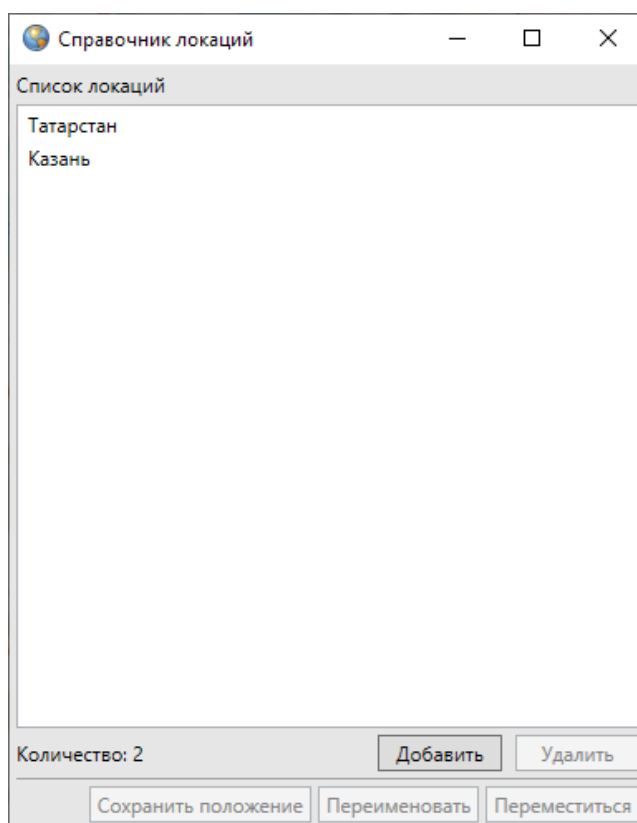 Справочник локаций
Список локаций
Татарстан
Казань
Количество: 2 Добавить Удалить
Сохранить положение Переименовать Переместиться